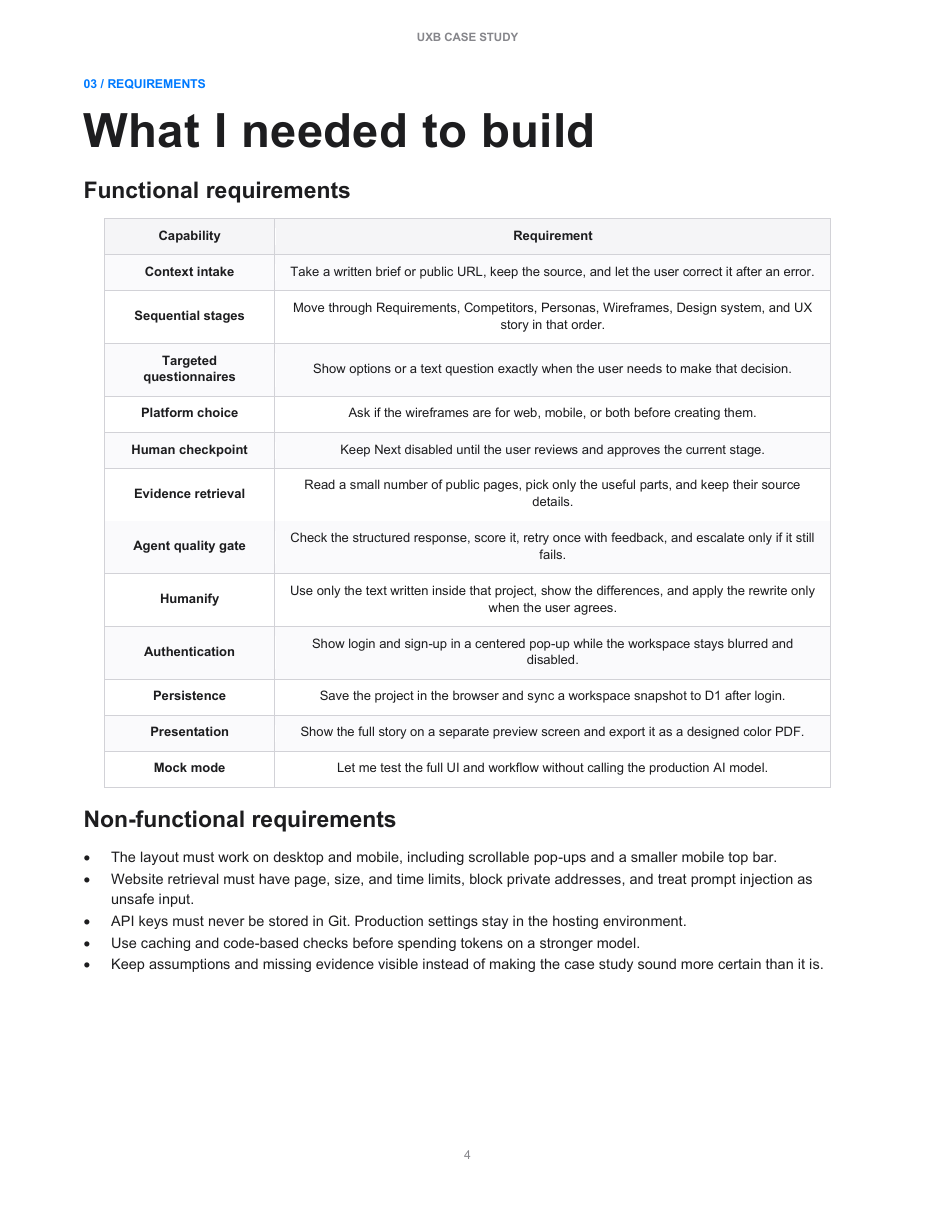 UXB CASE STUDY
03 / REQUIREMENTS
What I needed to build
Functional requirements
Capability
Requirement
Context intake
Take a written brief or public URL, keep the source, and let the user correct it after an error.
Sequential stages
Move through Requirements, Competitors, Personas, Wireframes, Design system, and UX
story in that order.
Targeted
questionnaires
Show options or a text question exactly when the user needs to make that decision.
Platform choice
Ask if the wireframes are for web, mobile, or both before creating them.
Human checkpoint
Keep Next disabled until the user reviews and approves the current stage.
Evidence retrieval
Read a small number of public pages, pick only the useful parts, and keep their source
details.
Agent quality gate
Check the structured response, score it, retry once with feedback, and escalate only if it still
fails.
Humanify
Use only the text written inside that project, show the differences, and apply the rewrite only
when the user agrees.
Authentication
Show login and sign-up in a centered pop-up while the workspace stays blurred and
disabled.
Persistence
Save the project in the browser and sync a workspace snapshot to D1 after login.
Presentation
Show the full story on a separate preview screen and export it as a designed color PDF.
Mock mode
Let me test the full UI and workflow without calling the production AI model.
Non-functional requirements
• The layout must work on desktop and mobile, including scrollable pop-ups and a smaller mobile top bar.
• Website retrieval must have page, size, and time limits, block private addresses, and treat prompt injection as
unsafe input.
• API keys must never be stored in Git. Production settings stay in the hosting environment.
• Use caching and code-based checks before spending tokens on a stronger model.
• Keep assumptions and missing evidence visible instead of making the case study sound more certain than it is.
4